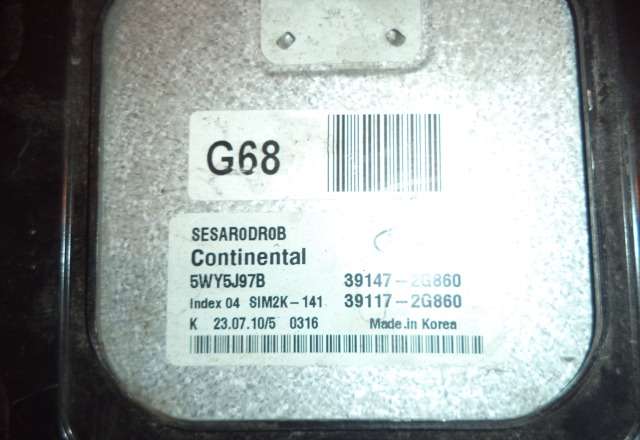 G68
SESAR0DR0B
Continental
5WY5J97B 39147-2G860
Index 04 SIM2K-141 39117-2G860
K 23.07.10/5 0316 Made in Korea